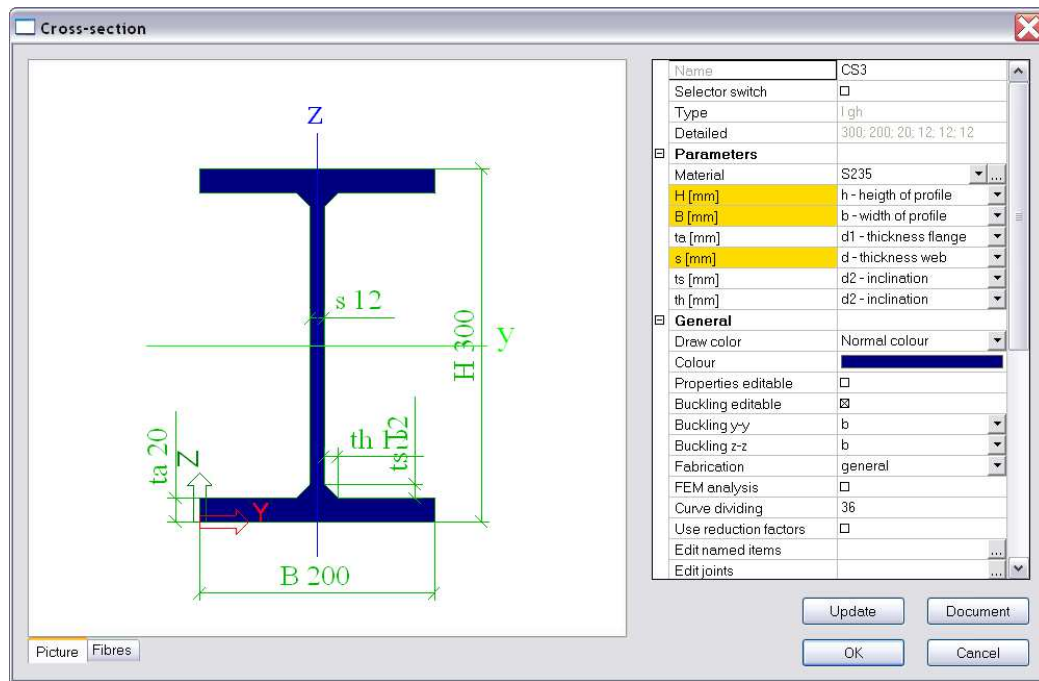 Cross-section
Z
s 12
y
H 300
th 12
ts 12
ta 20
Z
Y
B 200
Picture
Fibres
Name CS3
Selector switch
Type I gh
Detailed 300; 200; 20; 12; 12; 12
Parameters
Material S235 ...
H [mm] h - heigth of profile
B [mm] b - width of profile
ta [mm] d1 - thickness flange
s [mm] d - thickness web
ts [mm] d2 - inclination
th [mm] d2 - inclination
General
Draw color Normal colour
Colour
Properties editable
Buckling editable
Buckling y-y b
Buckling z-z b
Fabrication general
FEM analysis
Curve dividing 36
Use reduction factors
Edit named items ...
Edit joints ...
Update
Document
OK
Cancel